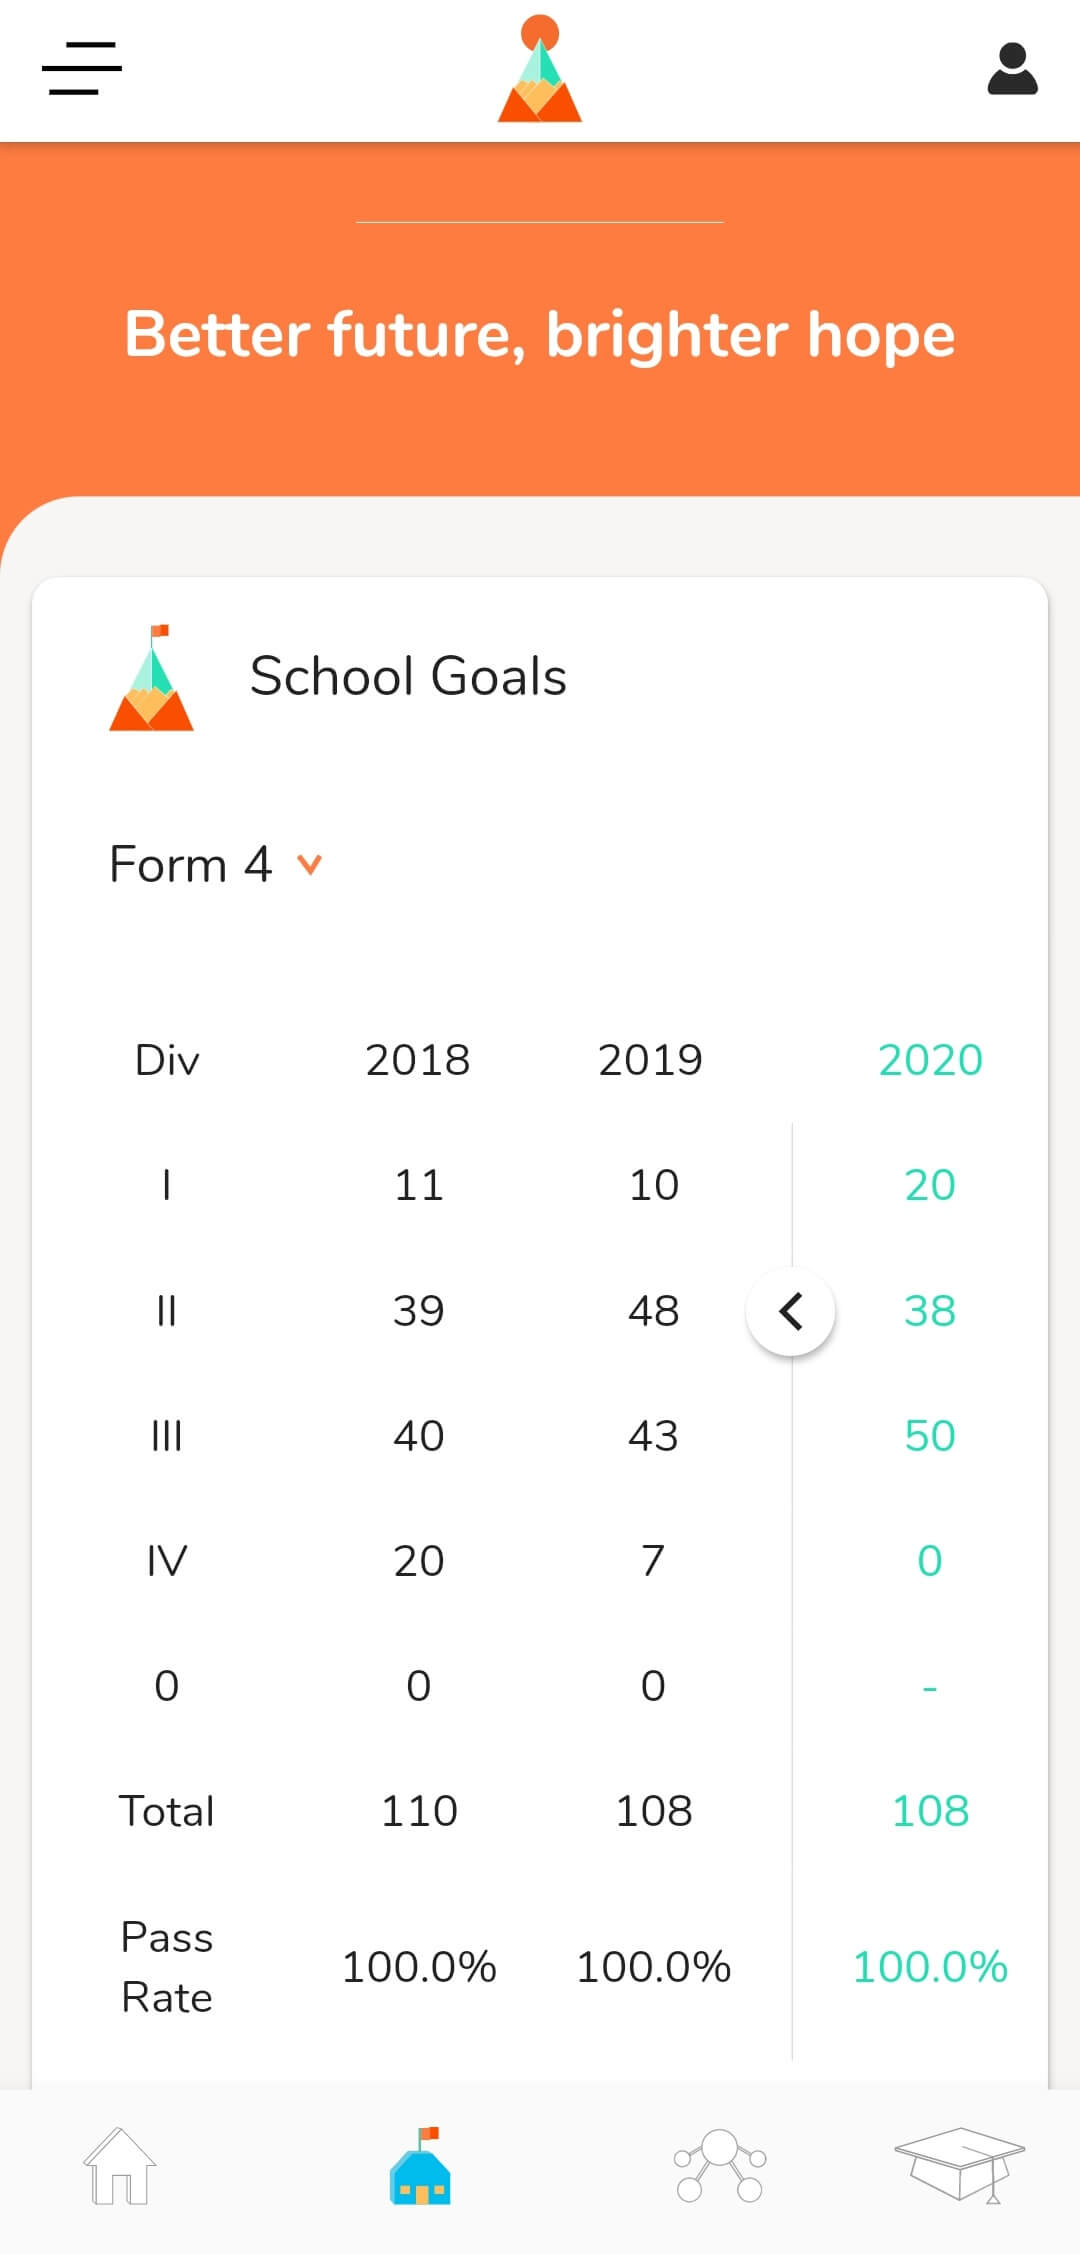 Better future, brighter hope
School Goals
Form 4
Div 2018 2019 2020
I 11 10 20
II 39 48 38
III 40 43 50
IV 20 7 0
0 0 0 -
Total 110 108 108
Pass Rate 100.0% 100.0% 100.0%